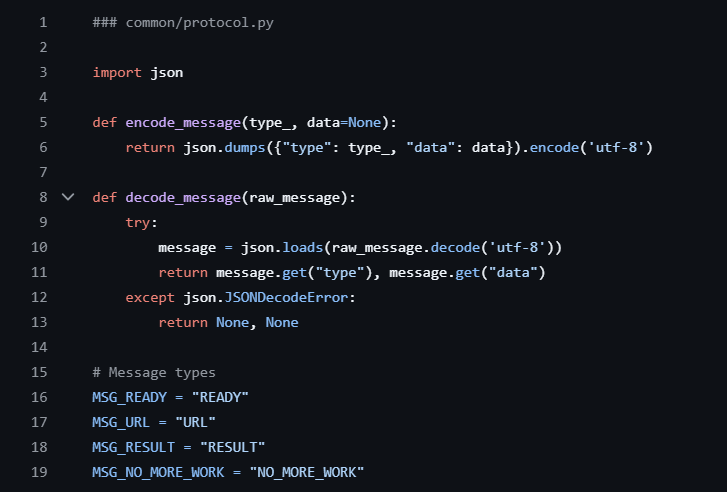 1 ### common/protocol.py
2
3 import json
4
5 def encode_message(type_, data=None):
6     return json.dumps({"type": type_, "data": data}).encode('utf-8')
7
8 def decode_message(raw_message):
9     try:
10         message = json.loads(raw_message.decode('utf-8'))
11         return message.get("type"), message.get("data")
12     except json.JSONDecodeError:
13         return None, None
14
15 # Message types
16 MSG_READY = "READY"
17 MSG_URL = "URL"
18 MSG_RESULT = "RESULT"
19 MSG_NO_MORE_WORK = "NO_MORE_WORK"